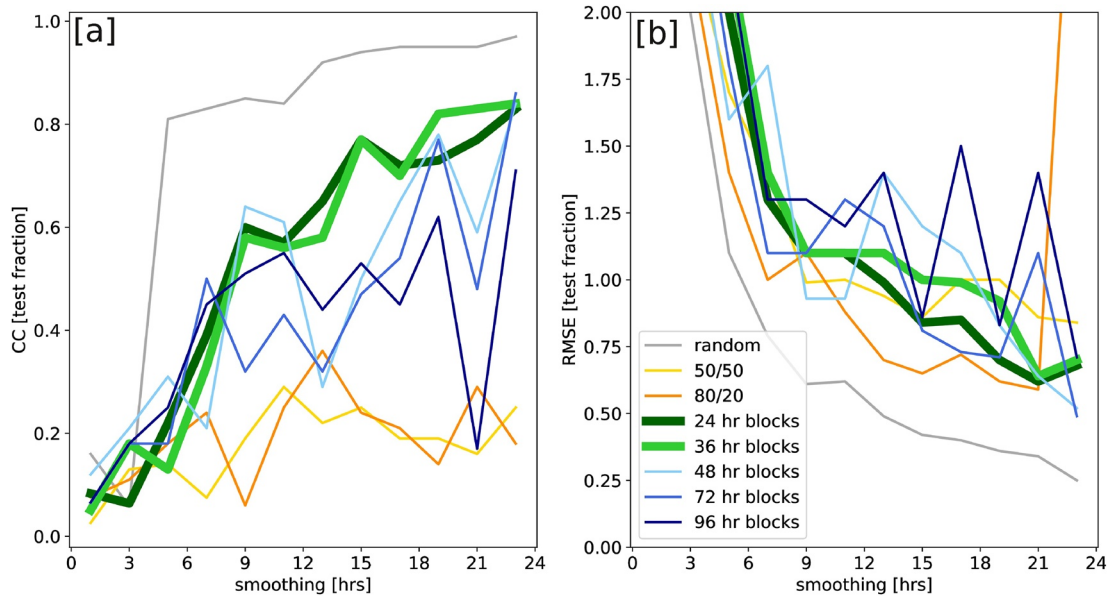 [a]
1.0
0.8
0.6
0.4
0.2
0.0
CC [test fraction]
0 3 6 9 12 15 18 21 24
smoothing [hrs]
[b]
2.00
1.75
1.50
1.25
1.00
0.75
0.50
0.25
0.00
RMSE [test fraction]
random
50/50
80/20
24 hr blocks
36 hr blocks
48 hr blocks
72 hr blocks
96 hr blocks
0 3 6 9 12 15 18 21 24
smoothing [hrs]